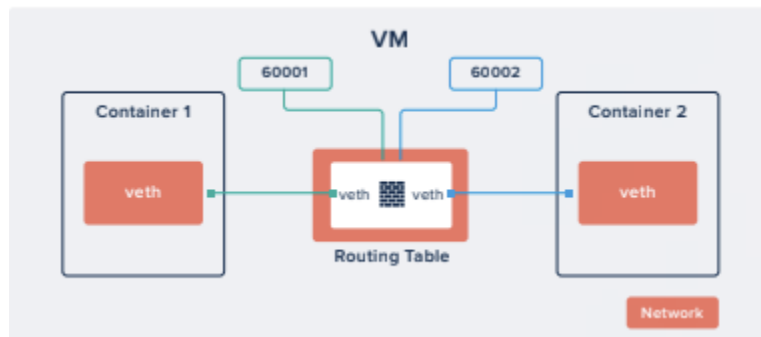 VM
60001
60002
Container 1
Container 2
veth
veth
veth
veth
Routing Table
Network